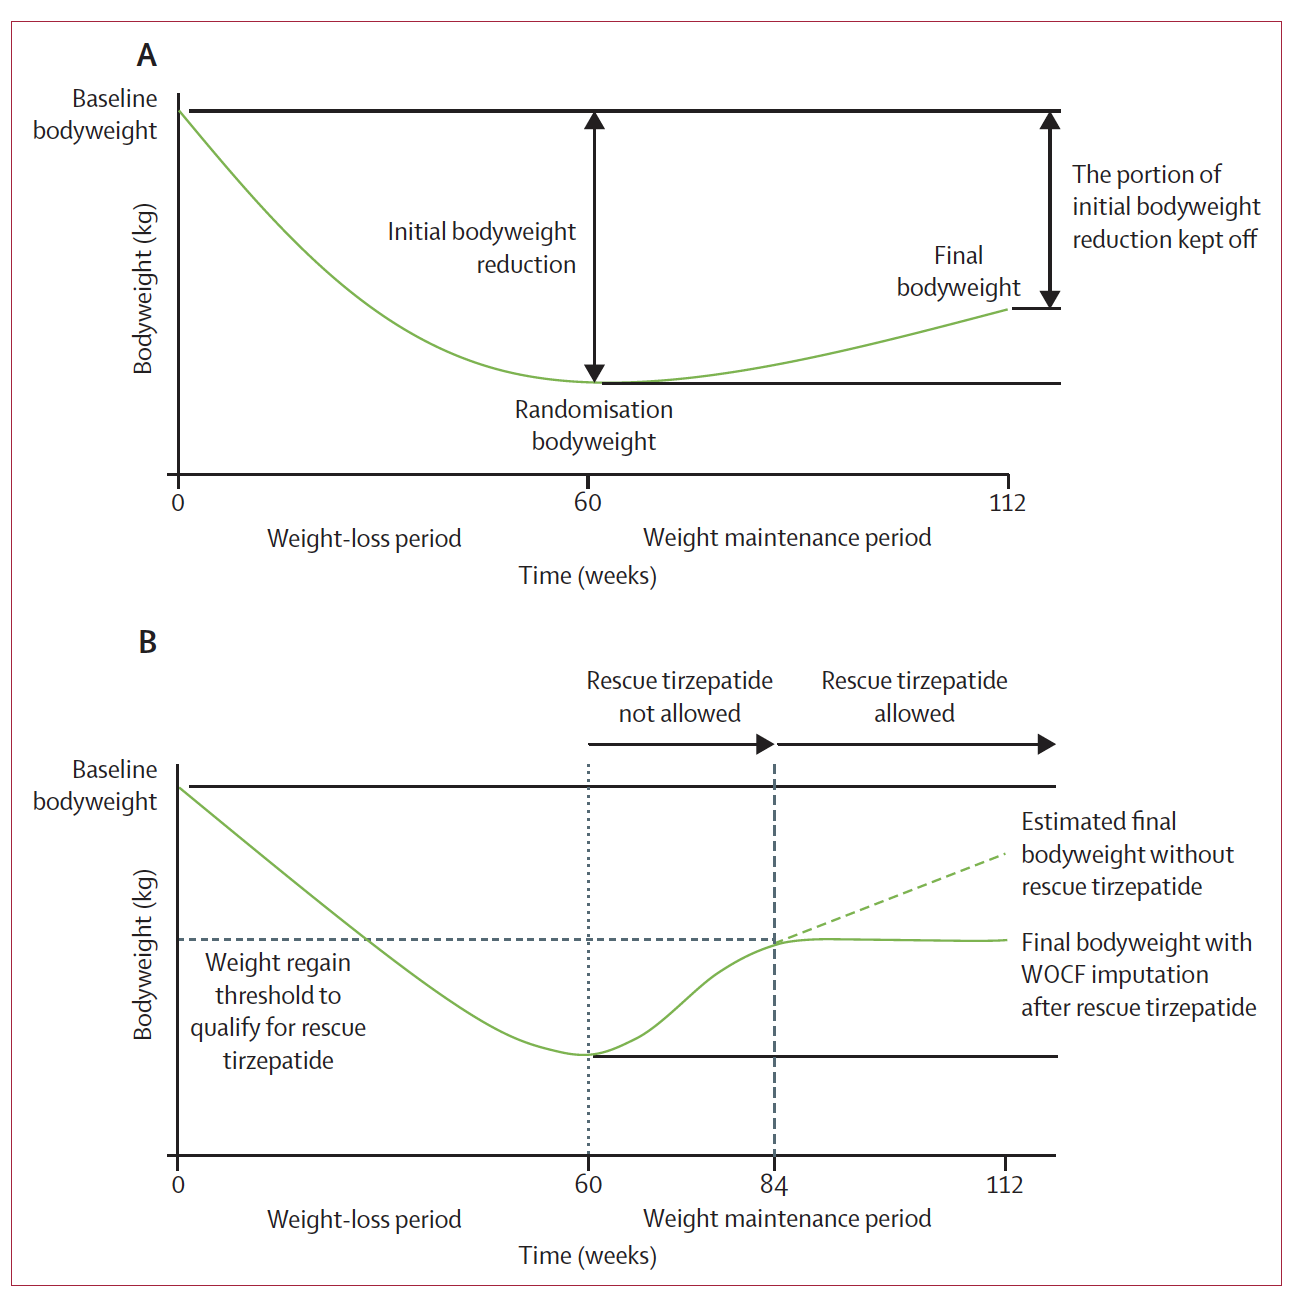 A
Baseline
bodyweight
Bodyweight (kg)
Initial bodyweight
reduction
The portion of
initial bodyweight
reduction kept off
Final
bodyweight
Randomisation
bodyweight
0
60
112
Weight-loss period
Weight maintenance period
Time (weeks)
B
Rescue tirzepatide
not allowed
Rescue tirzepatide
allowed
Baseline
bodyweight
Bodyweight (kg)
Estimated final
bodyweight without
rescue tirzepatide
Weight regain
threshold to
qualify for rescue
tirzepatide
Final bodyweight with
WOCF imputation
after rescue tirzepatide
0
60
84
112
Weight-loss period
Weight maintenance period
Time (weeks)